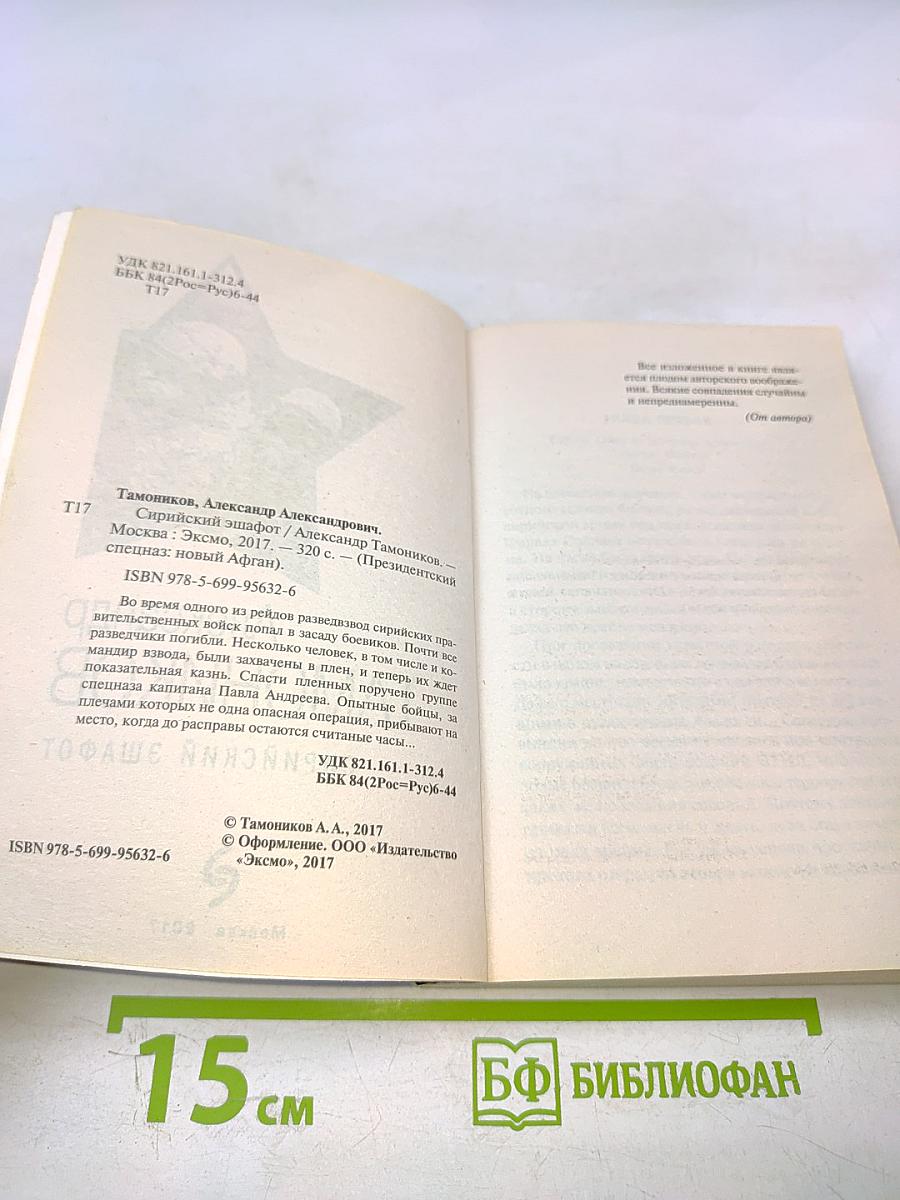 УДК 821.161.1-312.4
ББК 84(2Рос=Рус)6-44
Т17
Тамоников, Александр Александрович.
Т17 Сирийский эшафот / Александр Тамоников. —
Москва : Эксмо, 2017. — 320 с. — (Президентский
спецназ: новый Афган).
ISBN 978-5-699-95632-6
Во время одного из рейдов разведвзвод сирийских пра-
вительственных войск попал в засаду боевиков. Почти все
разведчики погибли. Несколько человек, в том числе и ко-
мандир взвода, были захвачены в плен, и теперь их ждет
показательная казнь. Спасти пленных поручено группе
спецназа капитана Павла Андреева. Опытные бойцы, за
плечами которых не одна опасная операция, прибывают на
место, когда до расправы остаются считаные часы...
УДК 821.161.1-312.4
ББК 84(2Рос=Рус)6-44
© Тамоников А. А., 2017
© Оформление. ООО «Издательство
«Эксмо», 2017
ISBN 978-5-699-95632-6
Все изложенное в книге явля-
ется плодом авторского воображе-
ния. Всякие совпадения случайны
и непреднамеренны.
(От автора)
15 см
БФ БИБЛИОФАН